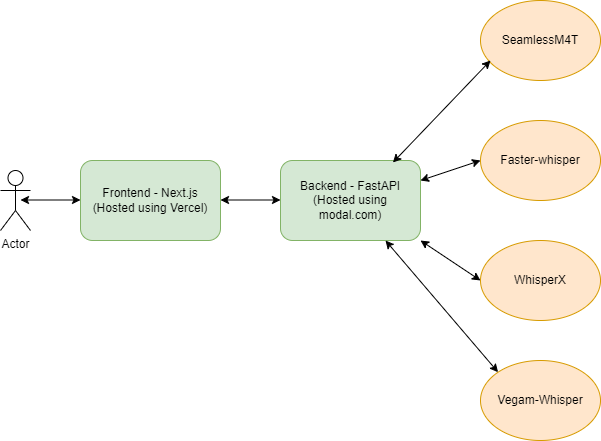 SeamlessM4T
Faster-whisper
Frontend - Next.js
(Hosted using Vercel)
Backend - FastAPI
(Hosted using
modal.com)
Actor
WhisperX
Vegam-Whisper